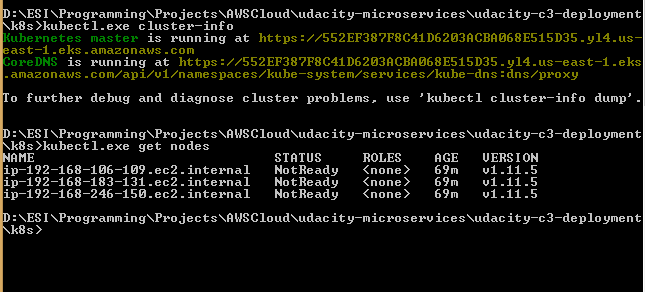 D:\ESI\Programming\Projects\AWSCloud\udacity-microservices\udacity-c3-deployment
\k8s>kubectl.exe cluster-info
Kubernetes master is running at https://552EF387F8C41D6203ACBA068E515D35.yl4.us-
east-1.eks.amazonaws.com
CoreDNS is running at https://552EF387F8C41D6203ACBA068E515D35.yl4.us-east-1.eks
.amazonaws.com/api/v1/namespaces/kube-system/services/kube-dns:dns/proxy
To further debug and diagnose cluster problems, use 'kubectl cluster-info dump'.
D:\ESI\Programming\Projects\AWSCloud\udacity-microservices\udacity-c3-deployment
\k8s>kubectl.exe get nodes
NAME STATUS ROLES AGE VERSION
ip-192-168-106-109.ec2.internal NotReady <none> 69m v1.11.5
ip-192-168-183-131.ec2.internal NotReady <none> 69m v1.11.5
ip-192-168-246-150.ec2.internal NotReady <none> 69m v1.11.5
D:\ESI\Programming\Projects\AWSCloud\udacity-microservices\udacity-c3-deployment
\k8s>